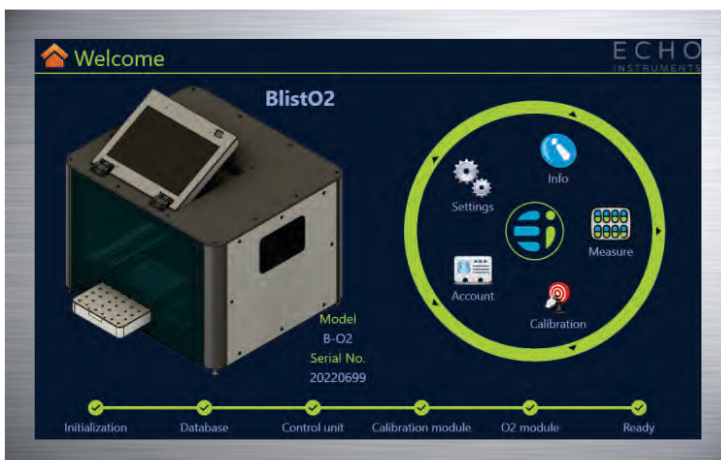 Welcome
ECHO
INSTRUMENTS
BlistO2
Info
Settings
Measure
Account
Calibration
Model
B-O2
Serial No.
20220699
Initialization
Database
Control unit
Calibration module
O2 module
Ready